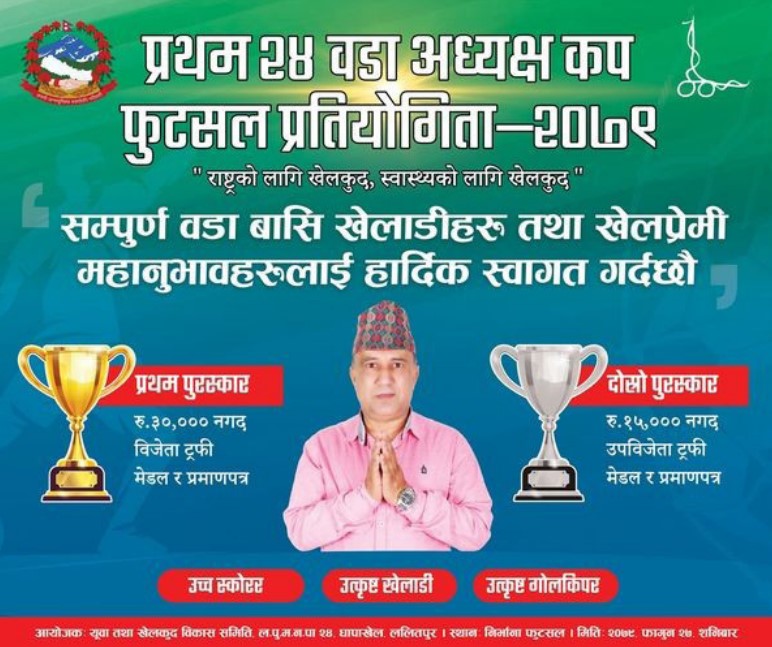 प्रथम २४ वडा अध्यक्ष कप
फुटसल प्रतियोगिता–२०७९
" राष्ट्रको लागि खेलकुद, स्वास्थ्यको लागि खेलकुद "
सम्पुर्ण वडा बासि खेलाडीहरु तथा खेलप्रेमी
महानुभावहरुलाई हार्दिक स्वागत गर्दछौ
प्रथम पुरस्कार
रु.३०,००० नगद
विजेता ट्रफी
मेडल र प्रमाणपत्र
दोस्रो पुरस्कार
रु.१५,००० नगद
उपविजेता ट्रफी
मेडल र प्रमाणपत्र
उच्च स्कोरर
उत्कृष्ट खेलाडी
उत्कृष्ट गोलकिपर
आयोजकः यूवा तथा खेलकुद विकास समिति, ल.पु.म.न.पा २४, धापाखेल, ललितपुर । स्थानः निर्भाना फुटसल । मितिः २०७९, फागुन २७, शनिबार